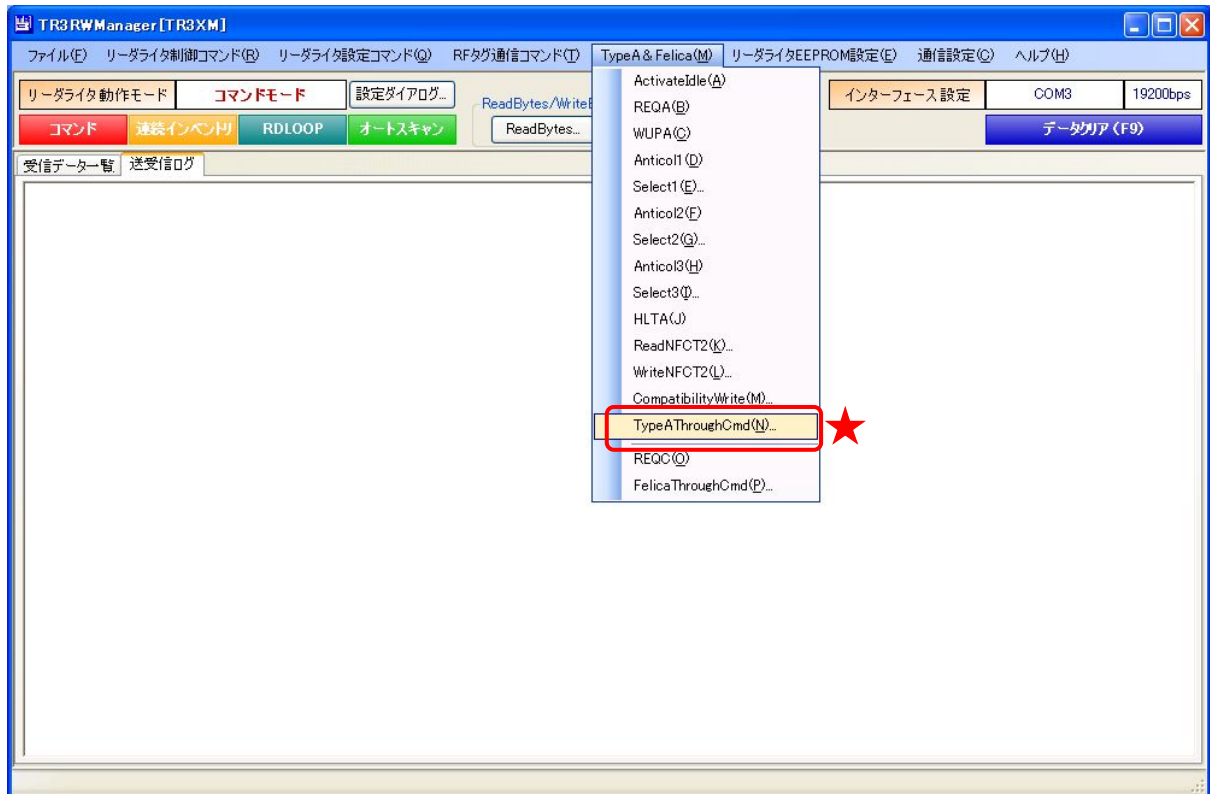 TR3RWManager[TR3XM]
ファイル(F) リーダライタ制御コマンド(R) リーダライタ設定コマンド(Q) RFタグ通信コマンド(T) TypeA&Felica(M) リーダライタEEPROM設定(E) 通信設定(C) ヘルプ(H)
リーダライタ動作モード コマンドモード 設定ダイアログ... ReadBytes/Write インターフェース設定 COM3 19200bps
コマンド 連続インベントリ RDLOOP オートスキャン ReadBytes... データクリア(F9)
受信データ一覧 送受信ログ
ActivateIdle(A)
REQA(B)
WUPA(C)
Anticol1(D)
Select1(E)...
Anticol2(F)
Select2(G)...
Anticol3(H)
Select3(I)...
HLTA(J)
ReadNFCT2(K)...
WriteNFCT2(L)...
CompatibilityWrite(M)...
TypeAThroughCmd(N)...
REQC(O)
FelicaThroughCmd(P)...